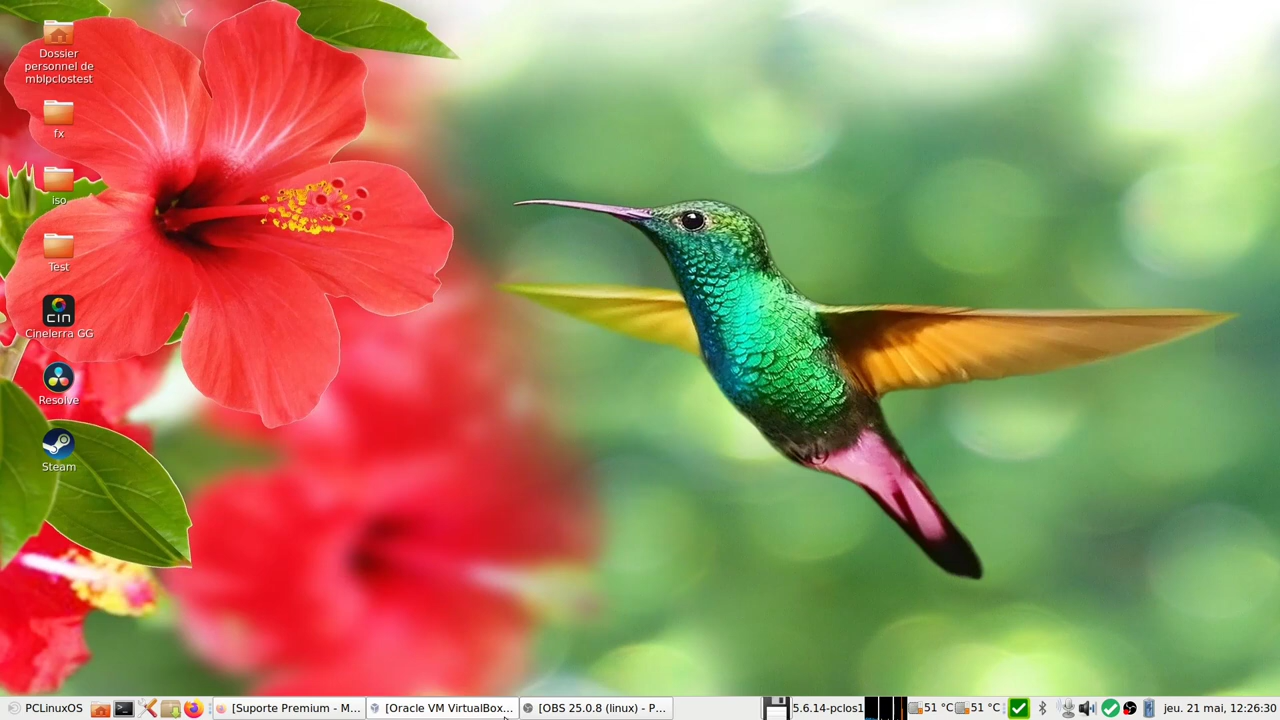 Dossier
personnel de
mblpclostest
fx
iso
Test
CIN
Cinelerra GG
Resolve
Steam
PCLinuxOS
[Suporte Premium - M...
[Oracle VM VirtualBox...
[OBS 25.0.8 (linux) - P...
5.6.14-pclos1
51 °C
51 °C
jeu. 21 mai, 12:26:30